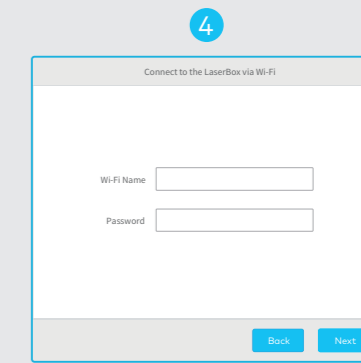 4
Connect to the LaserBox via Wi-Fi
Wi-Fi Name
Password
Back Next